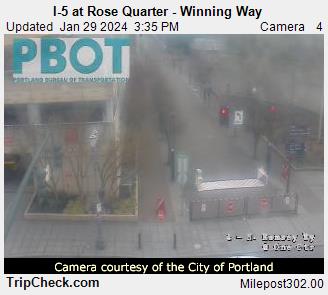 I-5 at Rose Quarter - Winning Way
Updated Jan 29 2024 3:35 PM Camera 4
PBOT
PORTLAND BUREAU OF TRANSPORTATION
Camera courtesy of the City of Portland
TripCheck.com Milepost302.00